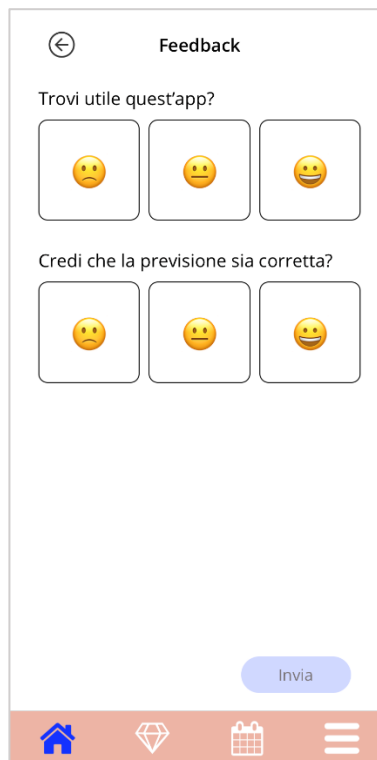 Feedback
Trovi utile quest'app?
Credi che la previsione sia corretta?
Invia